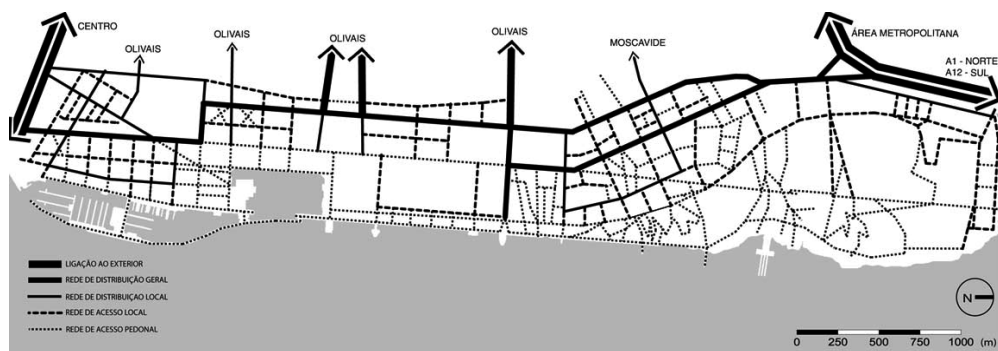 CENTRO
OLIVAIS
OLIVAIS
OLIVAIS
OLIVAIS
MOSCAVIDE
ÁREA METROPOLITANA
A1 - NORTE
A12 - SUL
LIGAÇÃO AO EXTERIOR
REDE DE DISTRIBUIÇÃO GERAL
REDE DE DISTRIBUIÇAO LOCAL
REDE DE ACESSO LOCAL
REDE DE ACESSO PEDONAL
N
0 250 500 750 1000 (m)